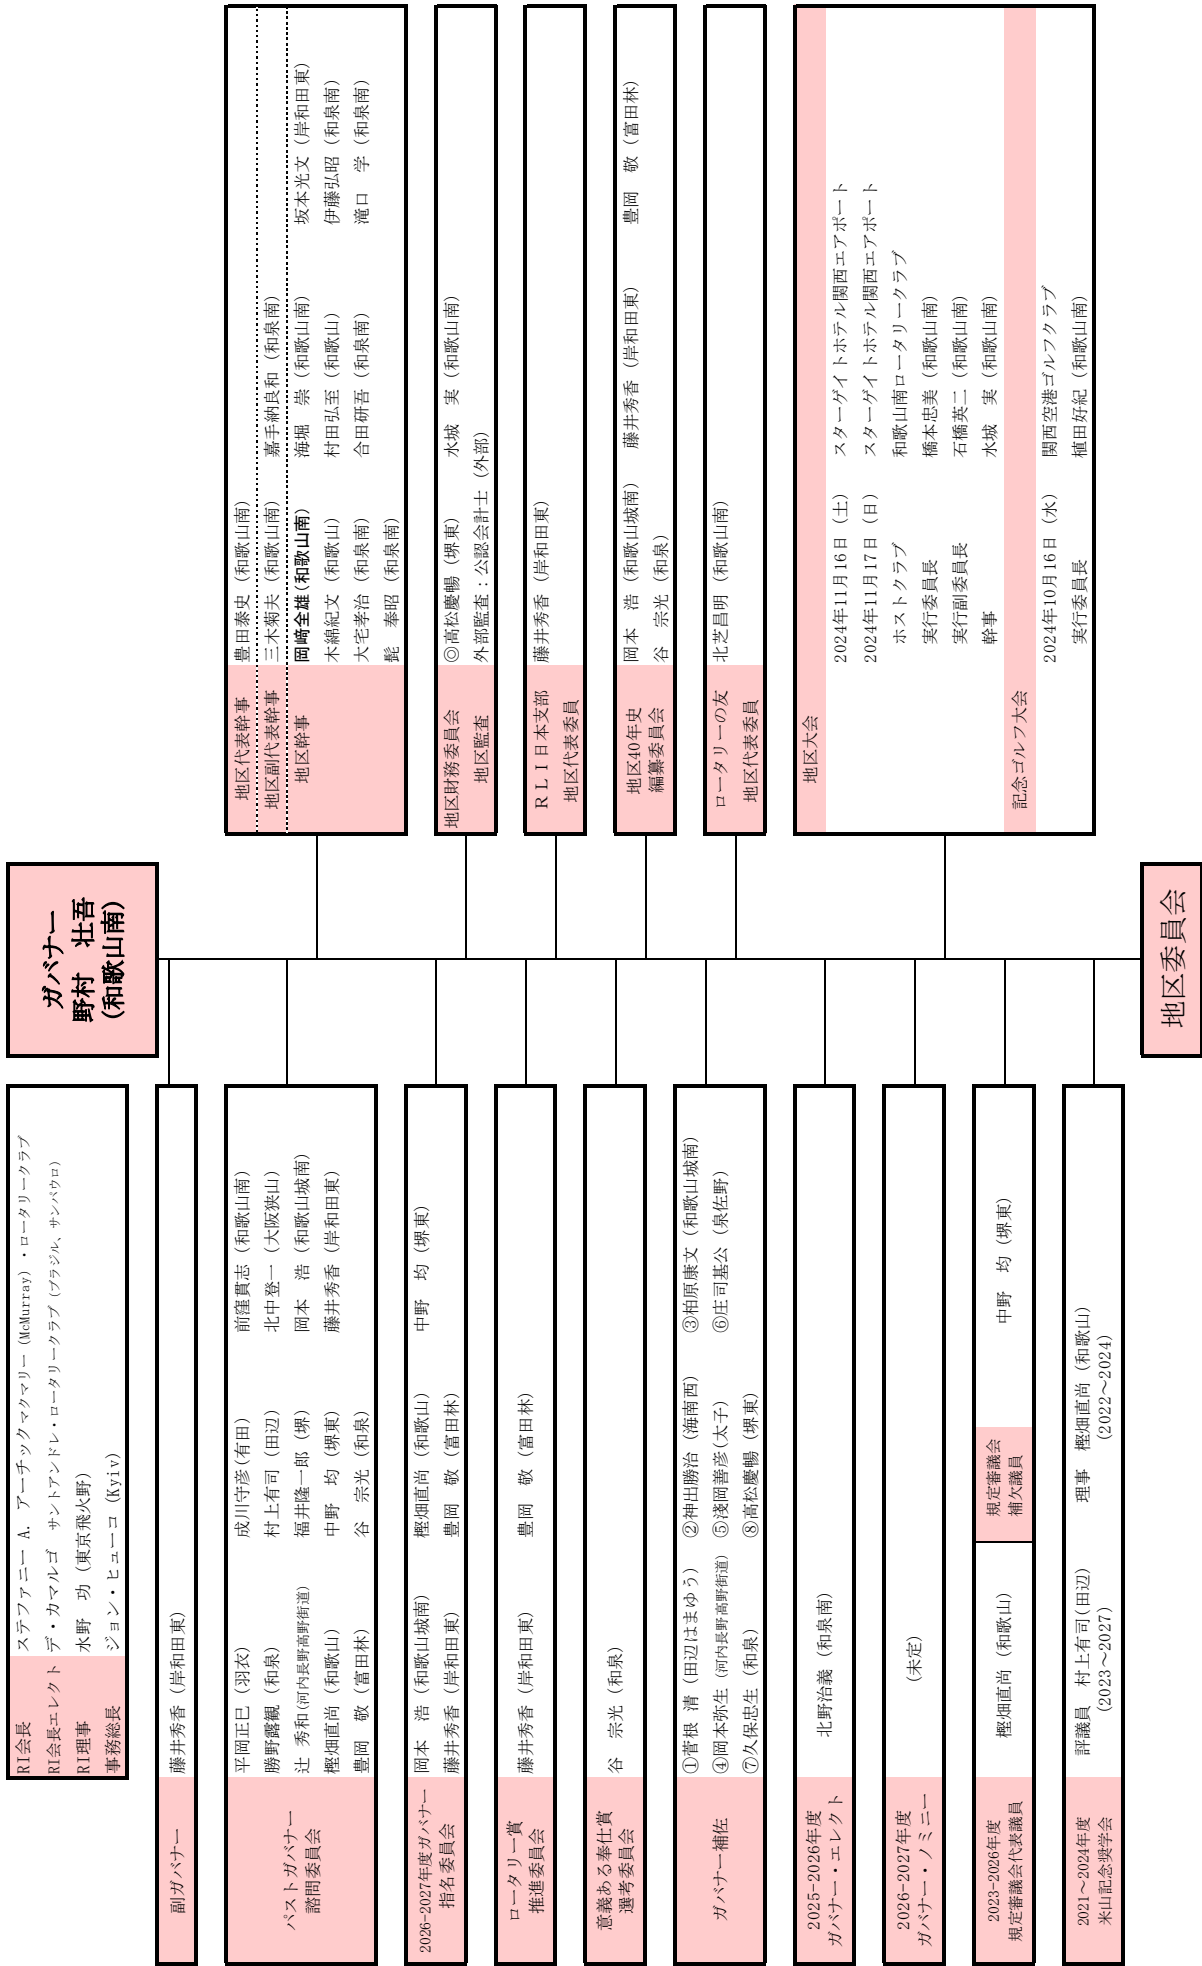 ガバナー
野村　壮吾
(和歌山南)
RI会長　ステファニー A. アーチックマクマリー (McMurray) ・ロータリークラブ
RI会長エレクト　デ・カマルゴ　サントアンドレ・ロータリークラブ (ブラジル、サンパウロ)
RI理事　水野　功 (東京飛火野)
事務総長　ジョン・ヒューコ (Kyiv)
副ガバナー　藤井秀香 (岸和田東)
パストガバナー
諮問委員会
平岡正巳 (羽衣)　成川守彦(有田)　前窪貫志 (和歌山南)
勝野露観 (和泉)　村上有司 (田辺)　北中登一 (大阪狭山)
辻　秀和(河内長野高野街道)　福井隆一郎 (堺)　岡本　浩 (和歌山城南)
樫畑直尚 (和歌山)　中野　均 (堺東)　藤井秀香 (岸和田東)
豊岡　敬 (富田林)　谷　宗光 (和泉)
2026-2027年度ガバナー
指名委員会
岡本　浩 (和歌山城南)　樫畑直尚 (和歌山)　中野　均 (堺東)
藤井秀香 (岸和田東)　豊岡　敬 (富田林)
ロータリー賞
推進委員会
藤井秀香 (岸和田東)　豊岡　敬 (富田林)
意義ある奉仕賞
選考委員会
谷　宗光 (和泉)
ガバナー補佐
①菅根　清 (田辺はまゆう)　②神出勝治 (海南西)　③柏原康文 (和歌山城南)
④岡本弥生 (河内長野高野街道)　⑤淺岡善彦(太子)　⑥庄司基公 (泉佐野)
⑦久保忠生 (和泉)　⑧高松慶暢 (堺東)
2025-2026年度
ガバナー・エレクト
北野治義 (和泉南)
2026-2027年度
ガバナー・ノミニー
(未定)
2023-2026年度
規定審議会代表議員
樫畑直尚 (和歌山)
規定審議会
補欠議員
中野　均 (堺東)
2021～2024年度
米山記念奨学会
評議員　村上有司(田辺)　理事　樫畑直尚 (和歌山)
(2023～2027)　(2022～2024)
地区代表幹事　豊田泰史 (和歌山南)
地区副代表幹事　三木菊夫 (和歌山南)　嘉手納良和 (和泉南)
地区幹事　岡﨑全雄(和歌山南)　海堀　崇 (和歌山南)　坂本光文 (岸和田東)
木綿紀文 (和歌山)　村田弘至 (和歌山)　伊藤弘昭 (和泉南)
大宅孝治 (和泉南)　合田研吾 (和泉南)　滝口　学 (和泉南)
髭　奉昭 (和泉南)
地区財務委員会　◎高松慶暢 (堺東)　水城　実 (和歌山南)
地区監査　外部監査：公認会計士 (外部)
ＲＬＩ日本支部
地区代表委員
藤井秀香 (岸和田東)
地区40年史
編纂委員会
岡本　浩 (和歌山城南)　藤井秀香 (岸和田東)　豊岡　敬 (富田林)
谷　宗光 (和泉)
ロータリーの友
地区代表委員
北芝昌明 (和歌山南)
地区大会
2024年11月16日 (土)　スターゲイトホテル関西エアポート
2024年11月17日 (日)　スターゲイトホテル関西エアポート
ホストクラブ　和歌山南ロータリークラブ
実行委員長　橋本忠美 (和歌山南)
実行副委員長　石橋英二 (和歌山南)
幹事　水城　実 (和歌山南)
記念ゴルフ大会
2024年10月16日 (水)　関西空港ゴルフクラブ
実行委員長　植田好紀 (和歌山南)
地区委員会